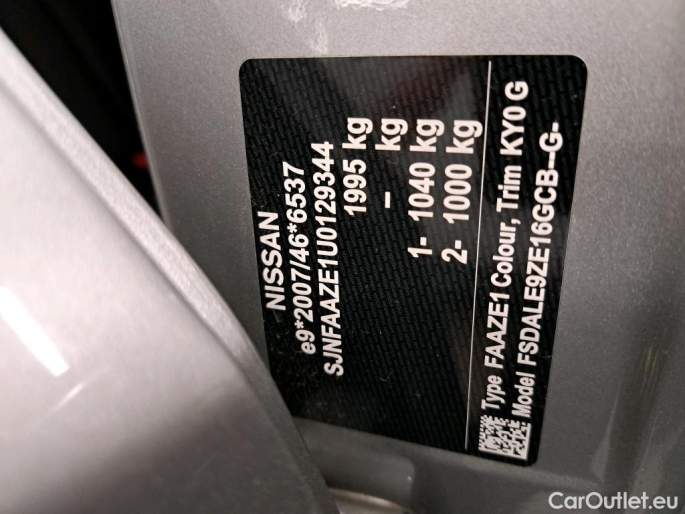 NISSAN
e9*2007/46*6537
SJNFAAZE1U0129344
1995 kg
– kg
1- 1040 kg
2- 1000 kg
Type FAAZE1 Colour, Trim KY0 G
Model FSDALE9ZE16GCB--G-
CarOutlet.eu